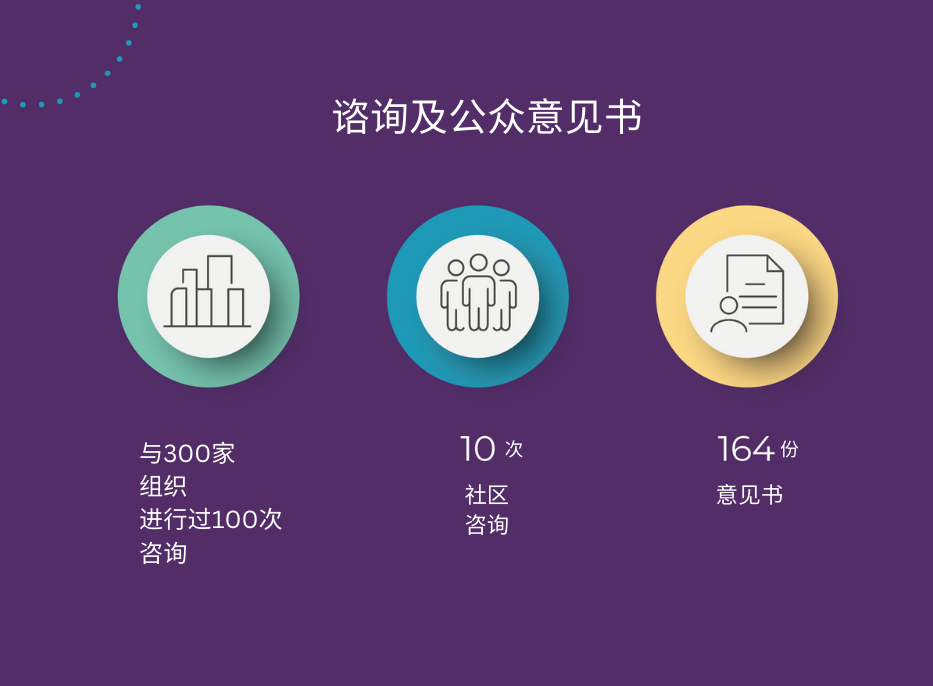 谘询及公众意见书
与300家
组织
进行过100次
咨询
10 次
社区
咨询
164 份
意见书